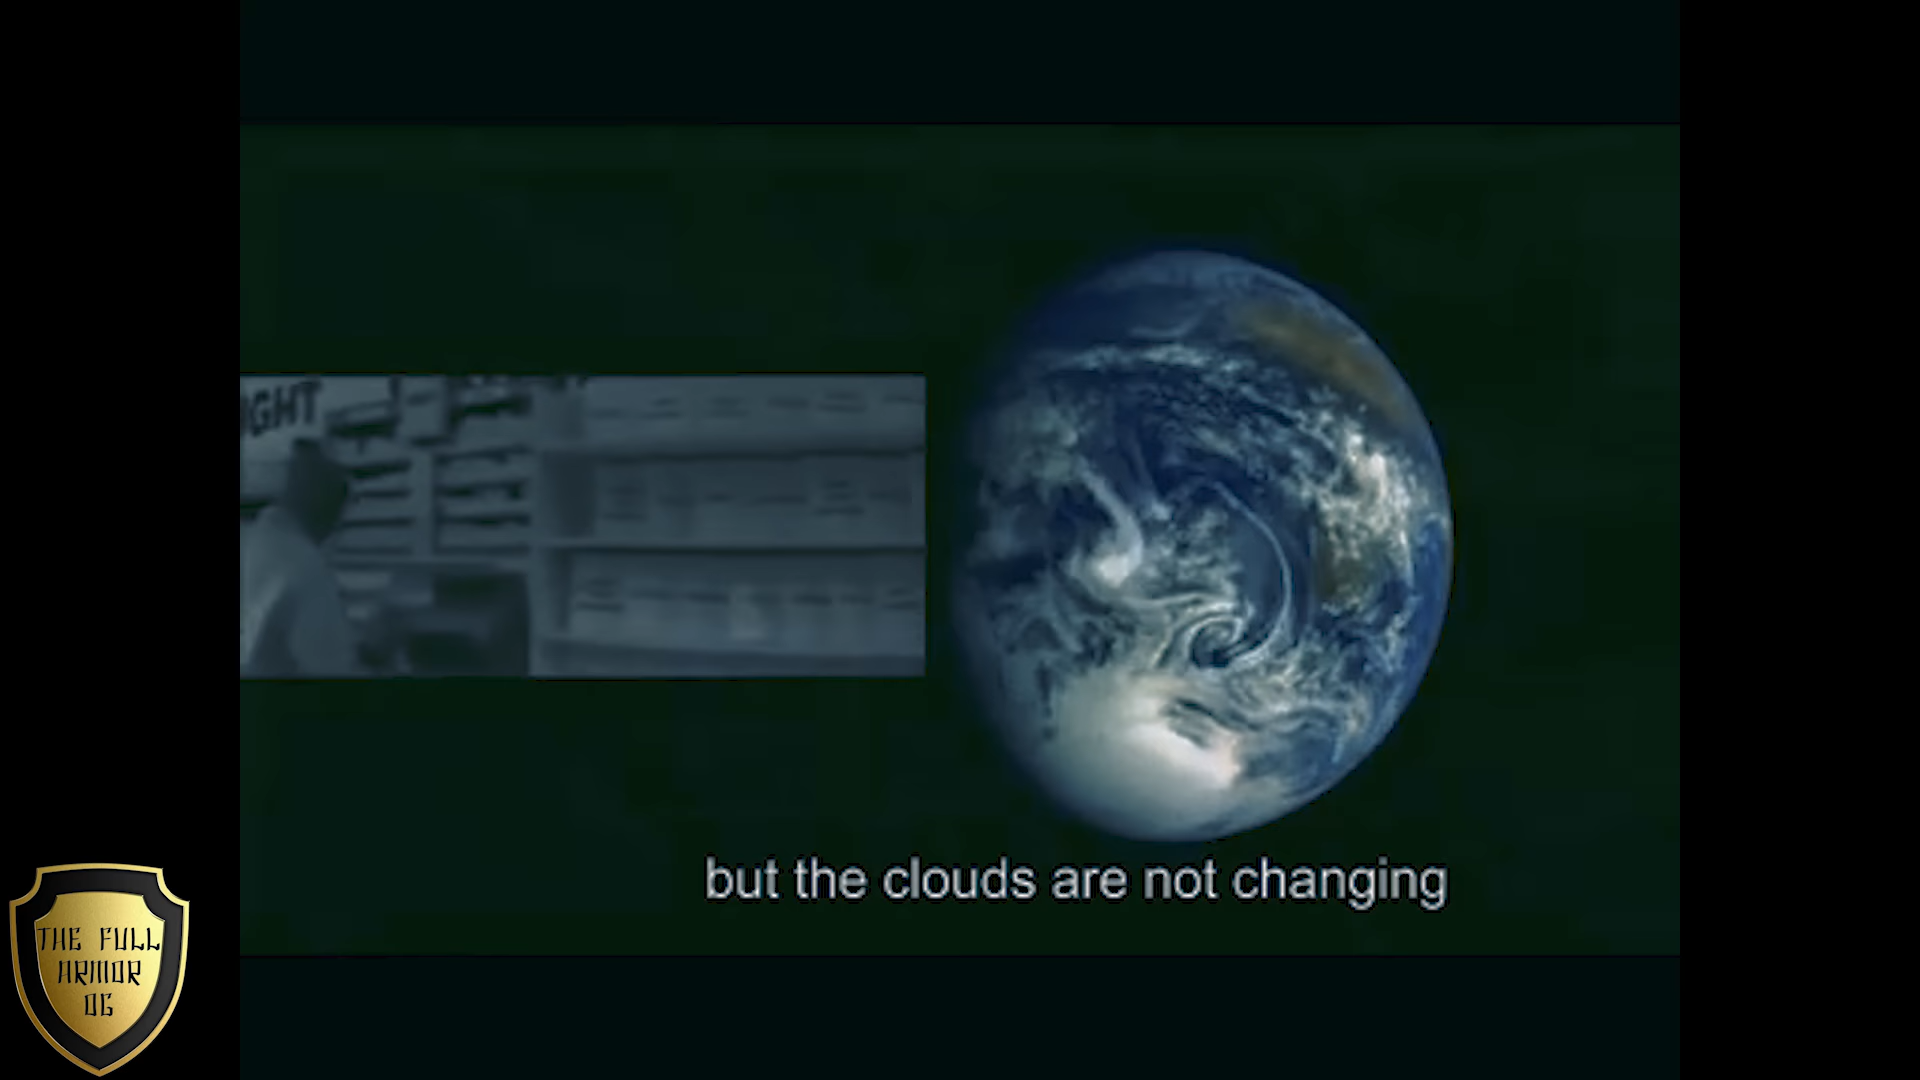 IGHT
but the clouds are not changing
THE FULL
ARMOR
OG